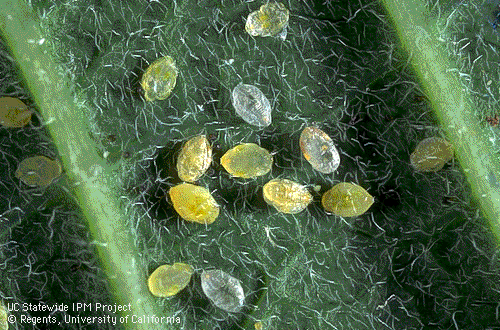 UC Statewide IPM Project
© Regents, University of California